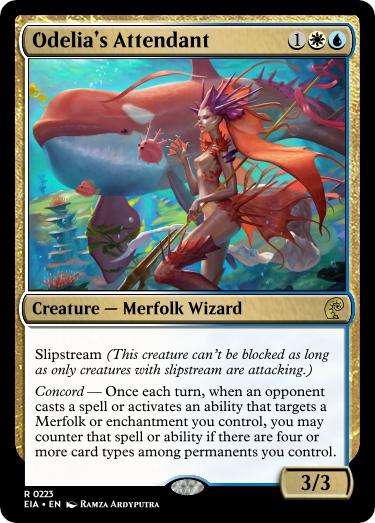 Odelia's Attendant 1
Creature — Merfolk Wizard
Slipstream (This creature can't be blocked as long
as only creatures with slipstream are attacking.)
Concord — Once each turn, when an opponent
casts a spell or activates an ability that targets a
Merfolk or enchantment you control, you may
counter that spell or ability if there are four or
more card types among permanents you control.
3/3
R 0223
EIA • EN Ramza Ardyputra